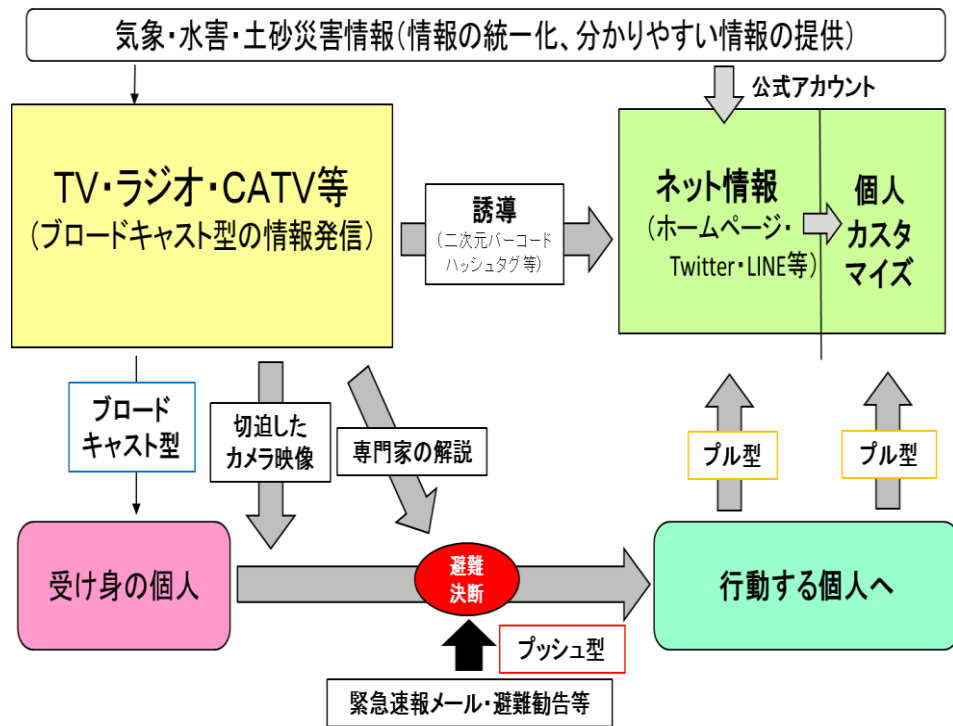 気象・水害・土砂災害情報(情報の統一化、分かりやすい情報の提供)
公式アカウント
TV・ラジオ・CATV等
(ブロードキャスト型の情報発信)
誘導
(二次元バーコード
ハッシュタグ等)
ネット情報
(ホームページ・
Twitter・LINE等)
個人
カスタ
マイズ
ブロード
キャスト型
切迫した
カメラ映像
専門家の解説
プル型
プル型
受け身の個人
避難
決断
行動する個人へ
プッシュ型
緊急速報メール・避難勧告等